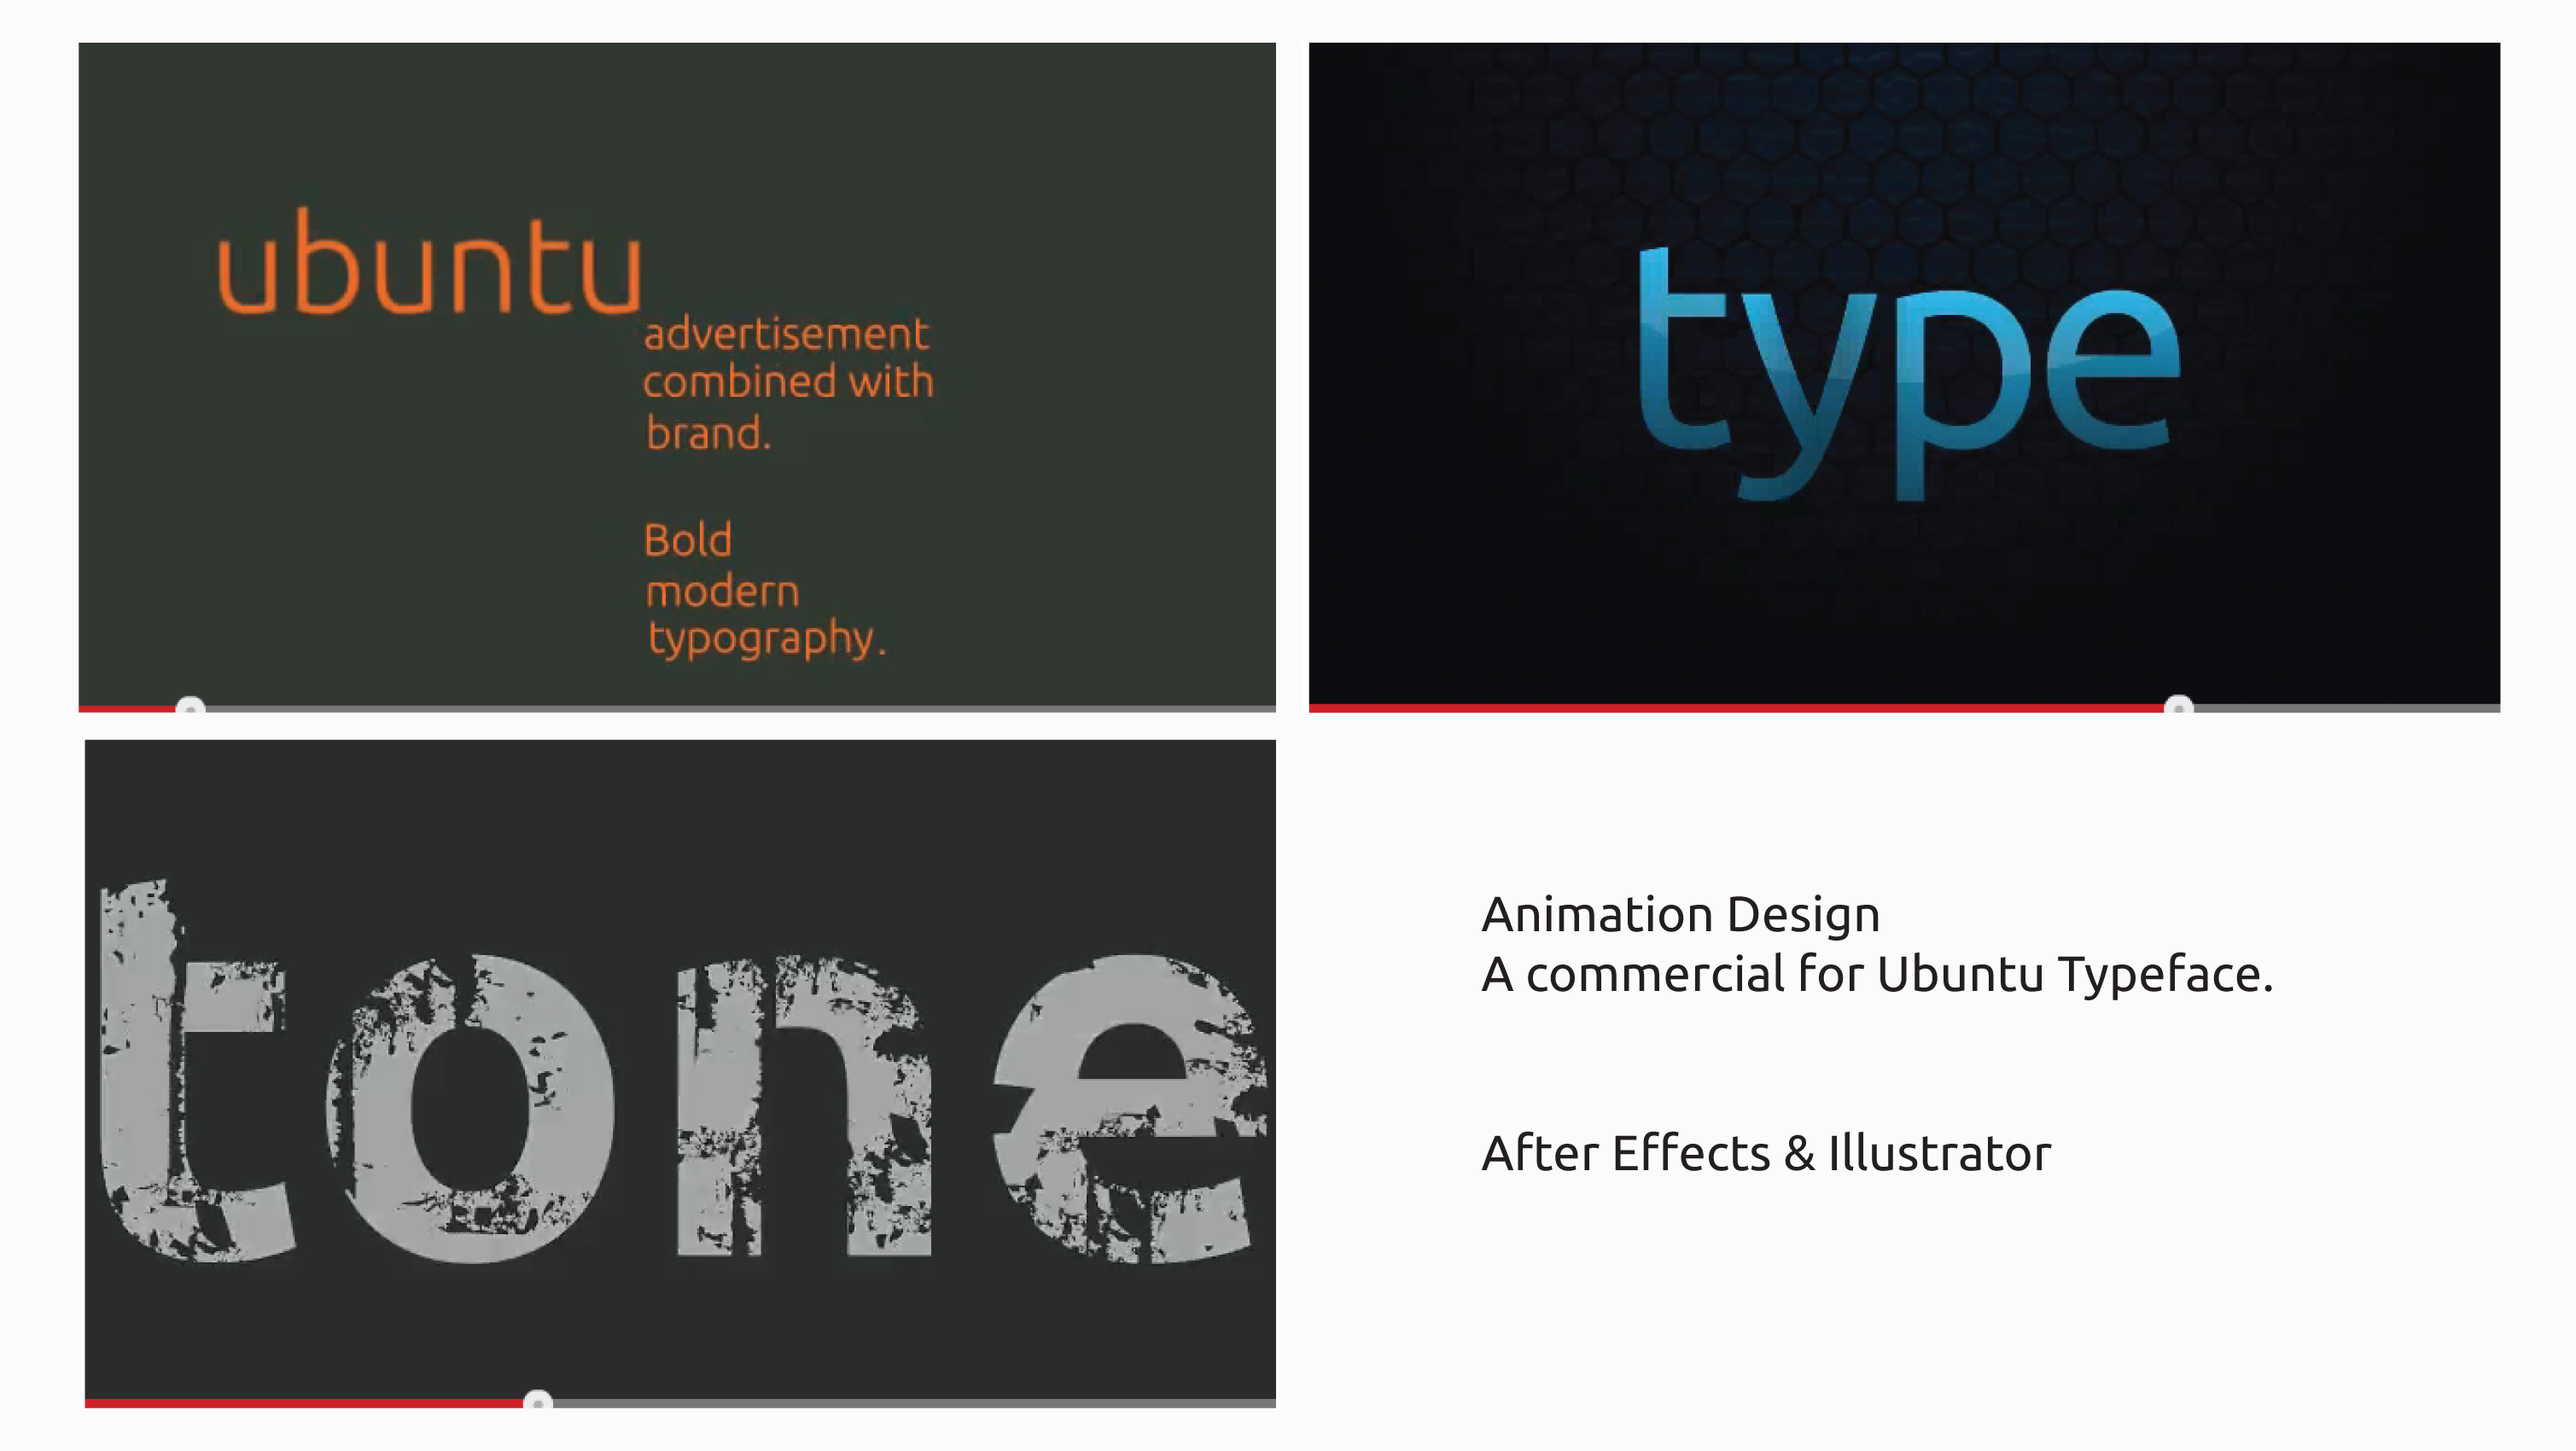 ubuntu
advertisement
combined with
brand.
Bold
modern
typography.
type
tone
Animation Design
A commercial for Ubuntu Typeface.
After Effects & Illustrator